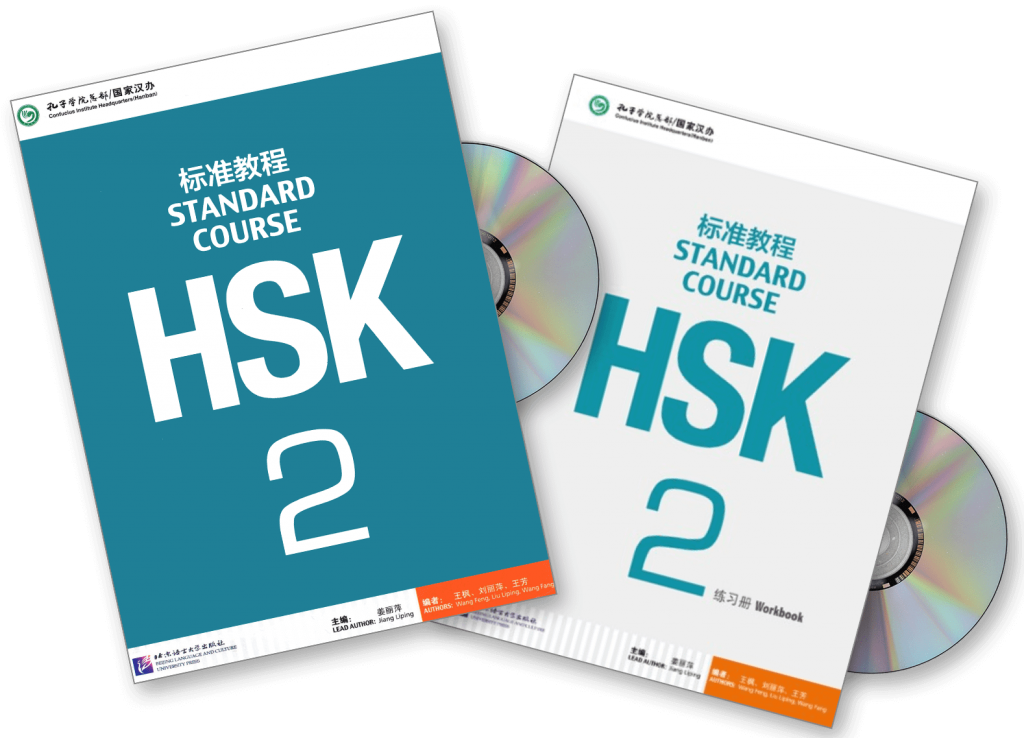 孔子学院总部/国家汉办
Confucius Institute Headquarters(Hanban)
标准教程
STANDARD
COURSE
HSK
2
主编： 姜丽萍
LEAD AUTHOR: Jiang Liping
编者： 王枫、刘丽萍、王芳
AUTHORS: Wang Feng, Liu Liping, Wang Fang
北京语言大学出版社
BEIJING LANGUAGE AND CULTURE
UNIVERSITY PRESS
孔子学院总部/国家汉办
Confucius Institute Headquarters(Hanban)
标准教程
STANDARD
COURSE
HSK
2
练习册 Workbook
主编： 姜丽萍
LEAD AUTHOR: Jiang Liping
编者： 王枫、刘丽萍、王芳
AUTHORS: Wang Feng, Liu Liping, Wang Fang